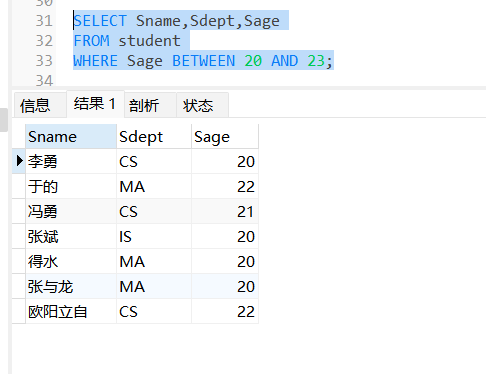 30
31 SELECT Sname,Sdept,Sage
32 FROM student
33 WHERE Sage BETWEEN 20 AND 23;
34
信息 结果 1 剖析 状态
Sname Sdept Sage
李勇 CS 20
于的 MA 22
冯勇 CS 21
张斌 IS 20
得水 MA 20
张与龙 MA 20
欧阳立自 CS 22